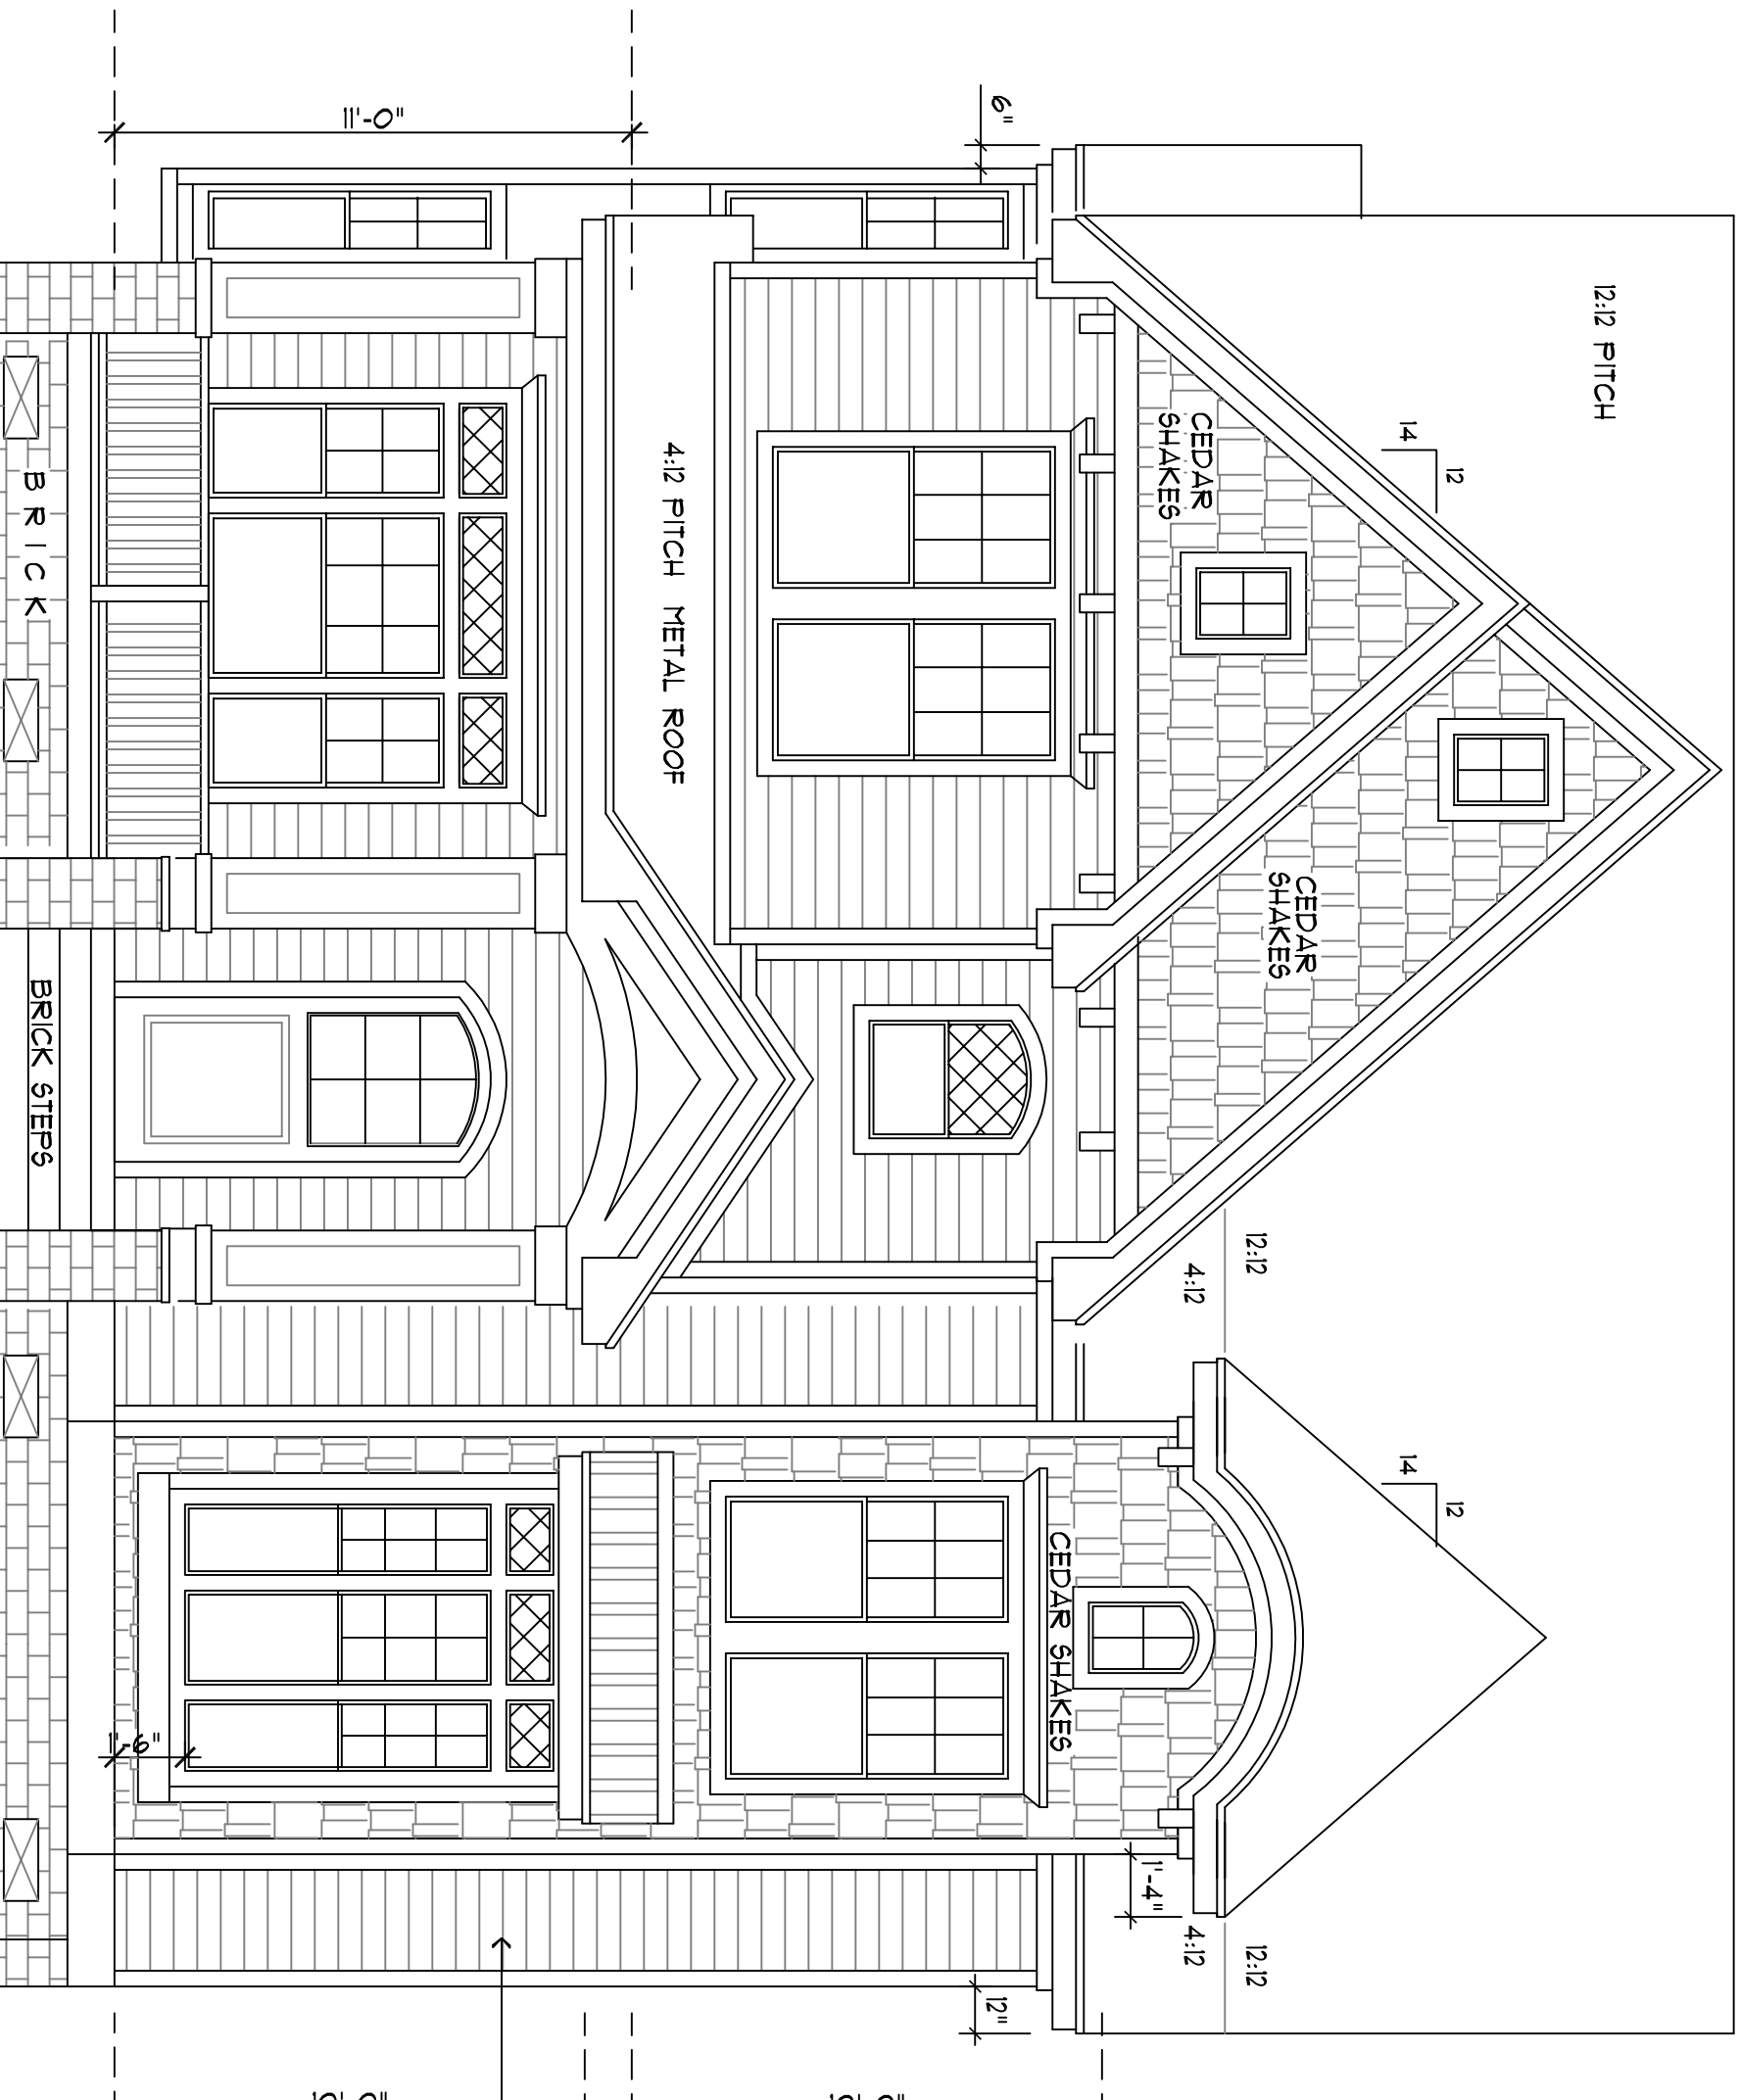 12:12 PITCH
14
12
CEDAR
SHAKES
CEDAR
SHAKES
12:12
4:12
14
12
12:12
4:12
1'-4"
6"
12"
CEDAR SHAKES
4:12 PITCH METAL ROOF
11'-0"
1'-6"
BRICK
BRICK STEPS